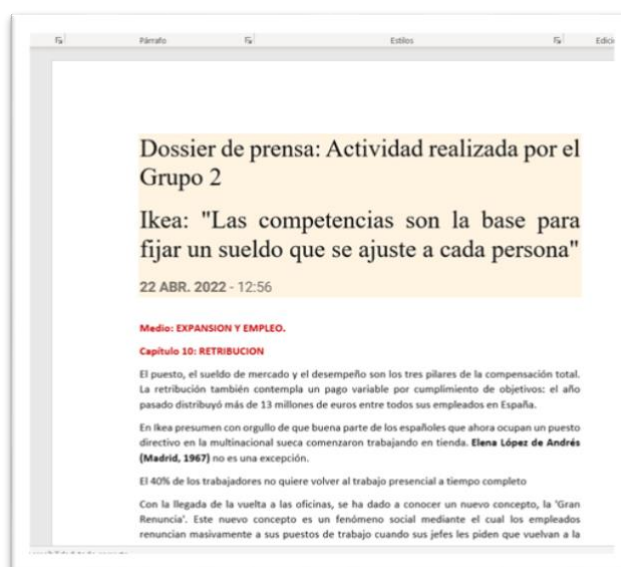 Párrafo Estilos Edici
Dossier de prensa: Actividad realizada por el
Grupo 2
Ikea: "Las competencias son la base para
fijar un sueldo que se ajuste a cada persona"
22 ABR. 2022 - 12:56
Medio: EXPANSION Y EMPLEO.
Capítulo 10: RETRIBUCION
El puesto, el sueldo de mercado y el desempeño son los tres pilares de la compensación total.
La retribución también contempla un pago variable por cumplimiento de objetivos: el año
pasado distribuyó más de 13 millones de euros entre todos sus empleados en España.
En Ikea presumen con orgullo de que buena parte de los españoles que ahora ocupan un puesto
directivo en la multinacional sueca comenzaron trabajando en tienda. Elena López de Andrés
(Madrid, 1967) no es una excepción.
El 40% de los trabajadores no quiere volver al trabajo presencial a tiempo completo
Con la llegada de la vuelta a las oficinas, se ha dado a conocer un nuevo concepto, la 'Gran
Renuncia'. Este nuevo concepto es un fenómeno social mediante el cual los empleados
renuncian masivamente a sus puestos de trabajo cuando sus jefes les piden que vuelvan a la